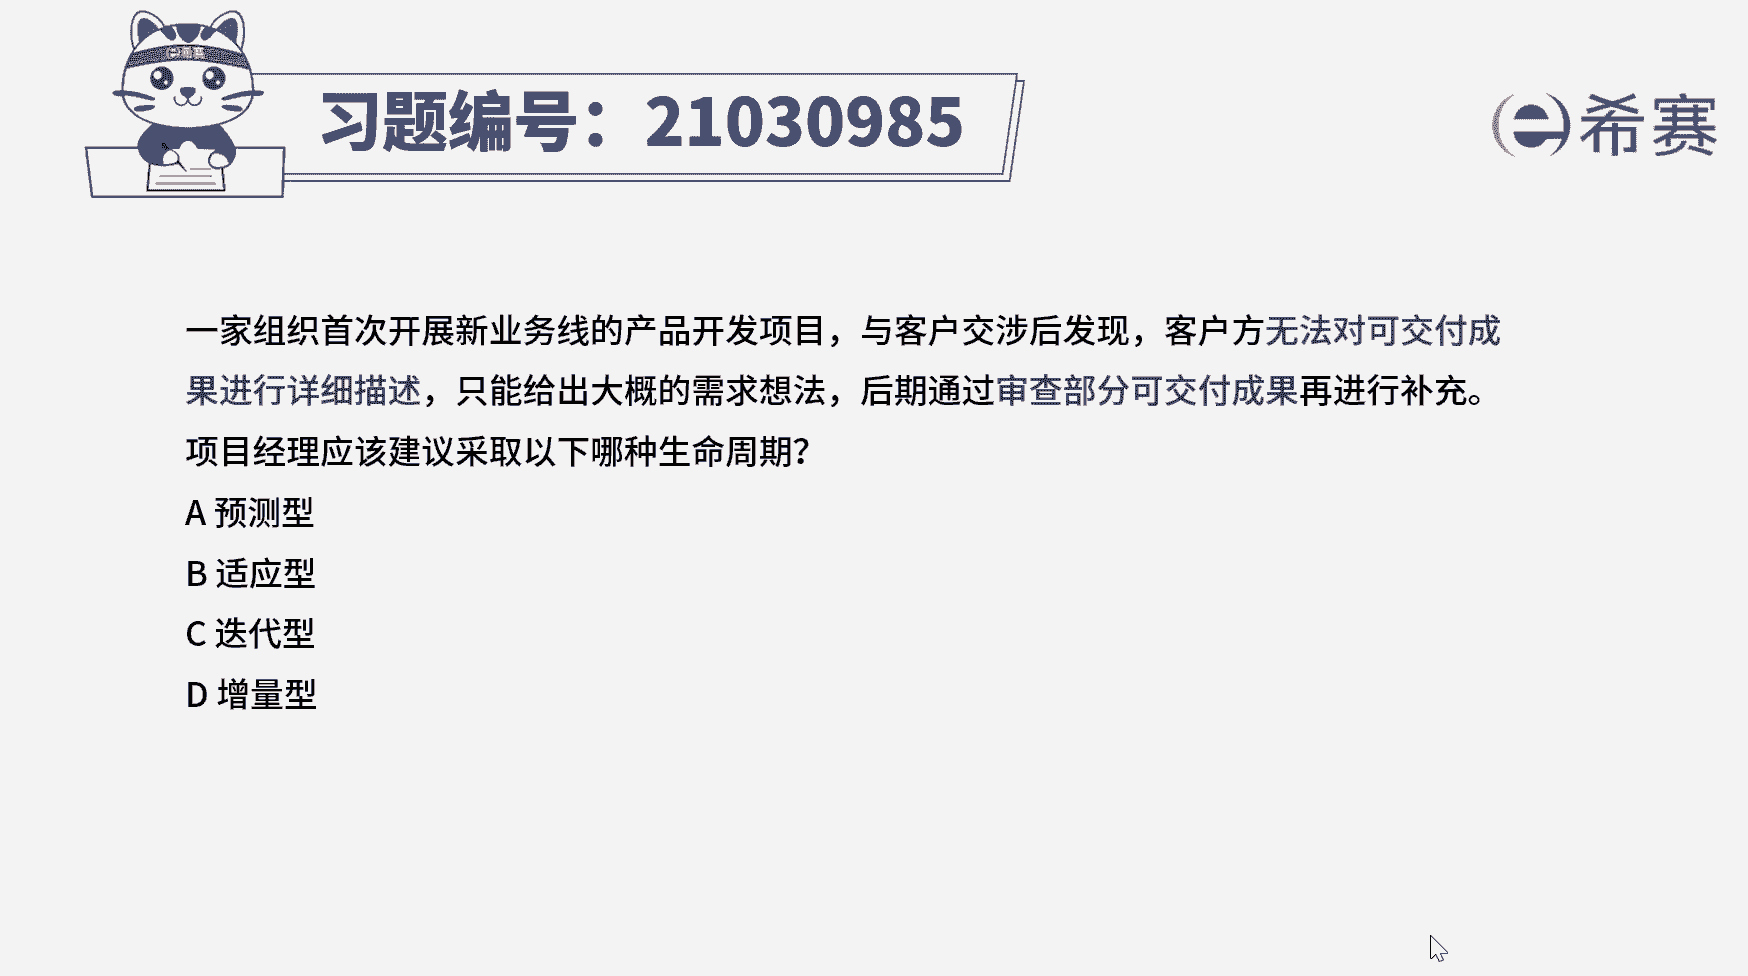 习题编号：21030985
希赛
一家组织首次开展新业务线的产品开发项目，与客户交涉后发现，客户方无法对可交付成
果进行详细描述，只能给出大概的需求想法，后期通过审查部分可交付成果再进行补充。
项目经理应该建议采取以下哪种生命周期？
A 预测型
B 适应型
C 迭代型
D 增量型